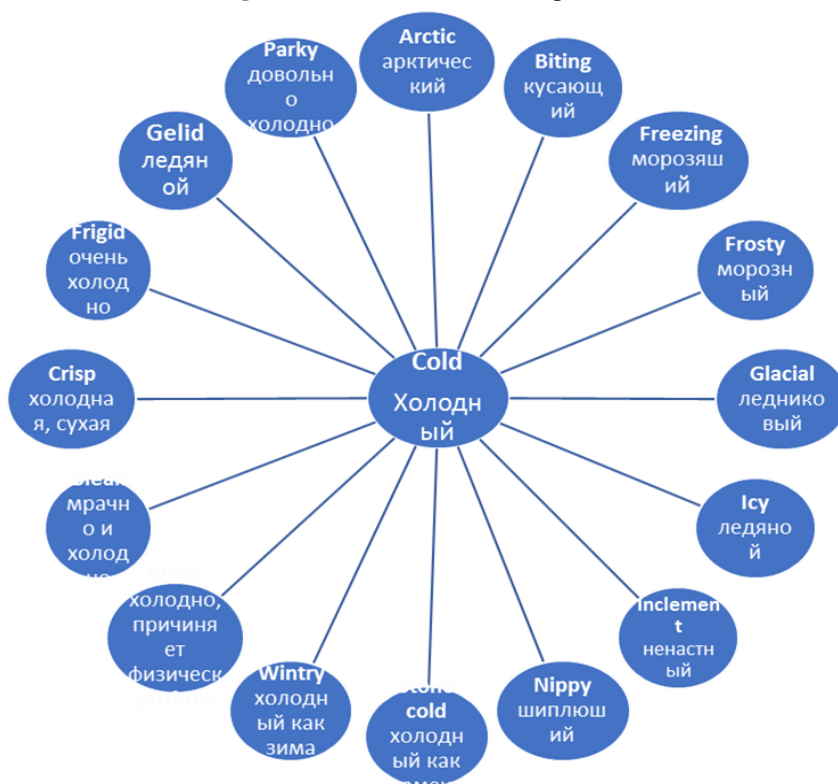 Cold
Холодн
ый
Arctic
арктичес
кий
Biting
кусающ
ий
Freezing
морозяш
ий
Frosty
морозн
ый
Glacial
леднико
вый
Icy
ледяно
й
Inclemen
t
ненастн
ый
Nippy
шиплюш
ий
cold
холодн
ый как
Wintry
холодн
ый как
зима
холодно,
причиня
ет
физическ
мрачн
о и
холод
Crisp
холодна
я, сухая
Frigid
очень
холод
но
Gelid
ледян
ой
Parky
довольн
о
холодно